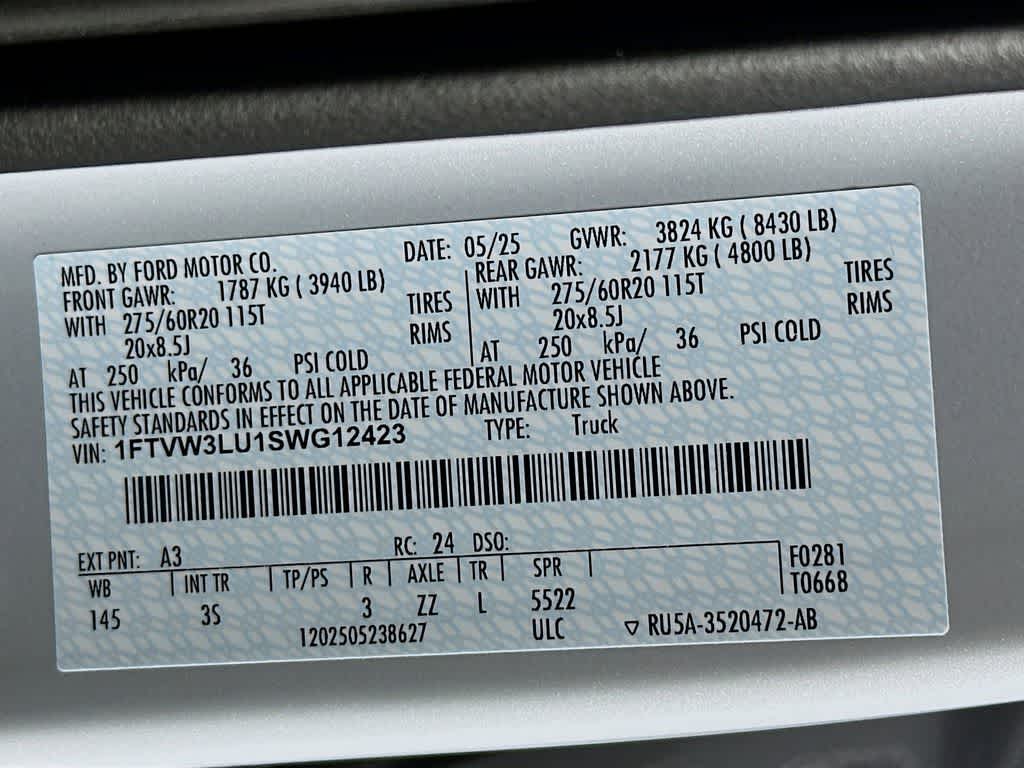 MFD. BY FORD MOTOR CO. DATE: 05/25 GVWR: 3824 KG ( 8430 LB)
FRONT GAWR: 1787 KG ( 3940 LB) REAR GAWR: 2177 KG ( 4800 LB)
WITH 275/60R20 115T TIRES WITH 275/60R20 115T TIRES
20x8.5J RIMS 20x8.5J RIMS
AT 250 kPa/ 36 PSI COLD AT 250 kPa/ 36 PSI COLD
THIS VEHICLE CONFORMS TO ALL APPLICABLE FEDERAL MOTOR VEHICLE
SAFETY STANDARDS IN EFFECT ON THE DATE OF MANUFACTURE SHOWN ABOVE.
VIN: 1FTVW3LU1SWG12423 TYPE: Truck
EXT PNT: A3 RC: 24 DSO: F0281
WB INT TR TP/PS R AXLE TR SPR T0668
145 3S 3 ZZ L 5522
1202505238627 ULC ▽ RU5A-3520472-AB